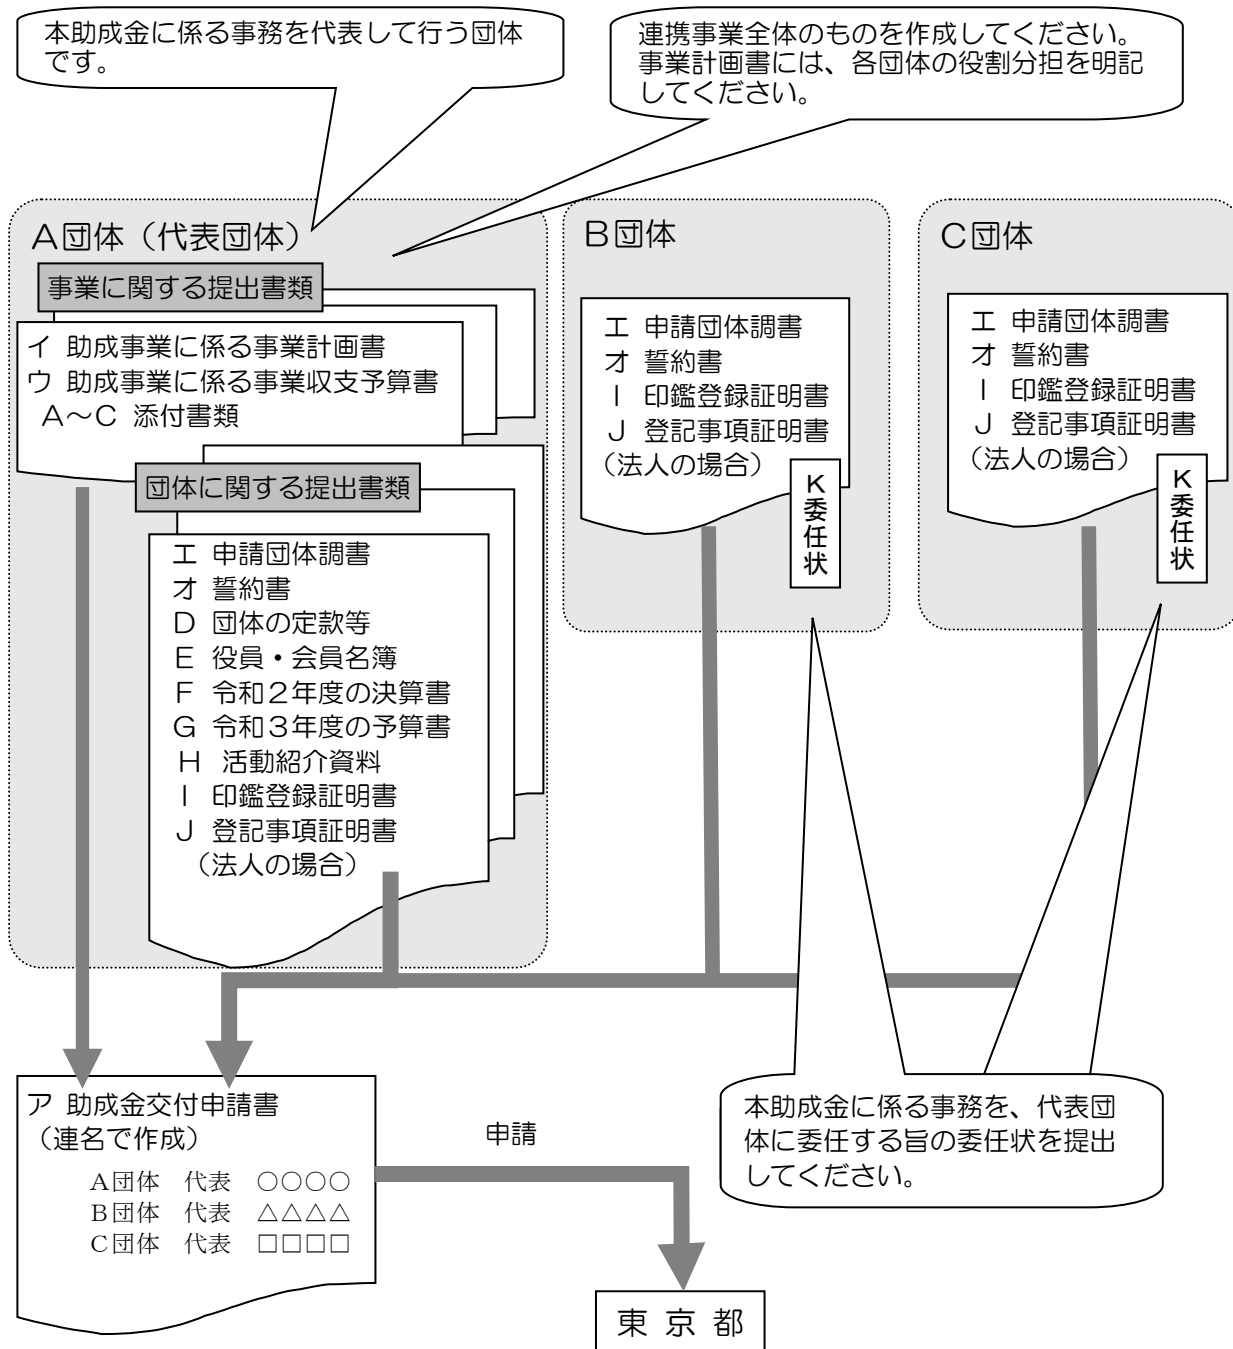 本助成金に係る事務を代表して行う団体
です。
連携事業全体のものを作成してください。
事業計画書には、各団体の役割分担を明記
してください。
A団体（代表団体）
事業に関する提出書類
イ 助成事業に係る事業計画書
ウ 助成事業に係る事業収支予算書
A～C 添付書類
団体に関する提出書類
エ 申請団体調書
オ 誓約書
D 団体の定款等
E 役員・会員名簿
F 令和２年度の決算書
G 令和３年度の予算書
H 活動紹介資料
I 印鑑登録証明書
J 登記事項証明書
（法人の場合）
B団体
エ 申請団体調書
オ 誓約書
I 印鑑登録証明書
J 登記事項証明書
（法人の場合）
K委任状
C団体
エ 申請団体調書
オ 誓約書
I 印鑑登録証明書
J 登記事項証明書
（法人の場合）
K委任状
ア 助成金交付申請書
（連名で作成）
A団体　代表　○○○○
B団体　代表　△△△△
C団体　代表　□□□□
申請
本助成金に係る事務を、代表団
体に委任する旨の委任状を提出
してください。
東 京 都